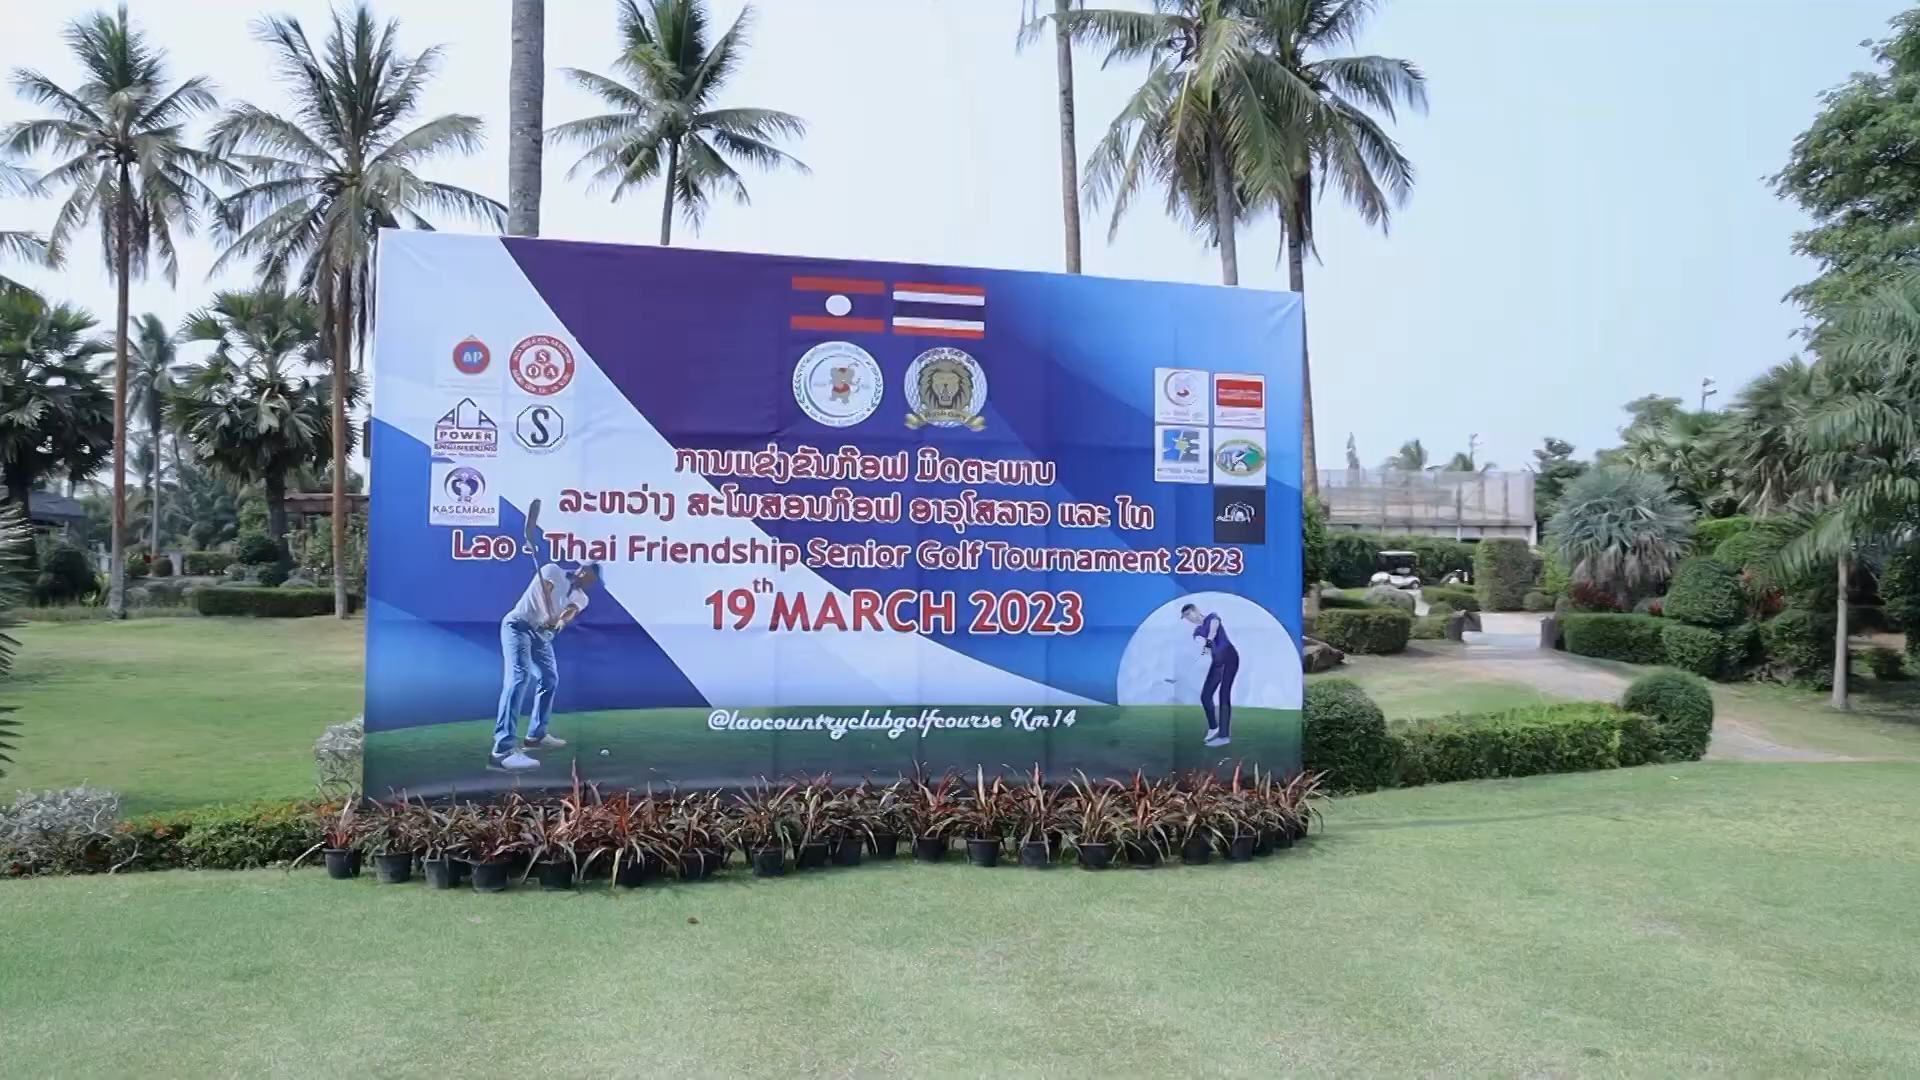 ການແຂ່ງຂັນກ໊ອຟ ມິດຕະພາບ
ລະຫວ່າງ ສະໂມສອນກ໊ອຟ ອາວຸໂສລາວ ແລະ ໄທ
Lao - Thai Friendship Senior Golf Tournament 2023
19th MARCH 2023
@laocountryclubgolfcourse Km14
AP
S
O A
ALA
POWER
ENGINEERING
S
KASEMRAD